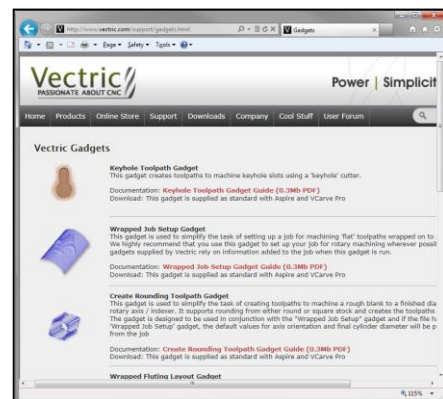 http://www.vectric.com/support/gadgets.html
Gadgets
Page Safety Tools
Vectric
PASSIONATE ABOUT CNC
Power | Simplicit
Home Products Online Store Support Downloads Company Cool Stuff User Forum
Vectric Gadgets
Keyhole Toolpath Gadget
This gadget creates toolpaths to machine keyhole slots using a 'keyhole' cutter.
Documentation: Keyhole Toolpath Gadget Guide (0.3Mb PDF)
Download: This gadget is supplied as standard with Aspire and VCarve Pro
Wrapped Job Setup Gadget
This gadget is used to simplify the task of setting up a job for machining 'flat' toolpaths wrapped on to
We highly recommend that you use this gadget to set up your job for rotary machining wherever possi
gadgets supplied by Vectric rely on information added to the job when this gadget is run.
Documentation: Wrapped Job Setup Gadget Guide (0.3Mb PDF)
Download: This gadget is supplied as standard with Aspire and VCarve Pro
Create Rounding Toolpath Gadget
This gadget is used to simplify the task of creating toolpaths to machine a rough blank to a finished dia
rotary axis / indexer. It supports rounding from either round or square stock and creates the toolpaths
The gadget is designed to be used in conjunction with the "Wrapped Job Setup" gadget and if the file h
'Wrapped Job Setup' gadget, the default values for axis orientation and final cylinder diameter will be p
from the job
Documentation: Create Rounding Toolpath Gadget Guide (0.3Mb PDF)
Download: This gadget is supplied as standard with Aspire and VCarve Pro
Wrapped Fluting Layout Gadget
115%